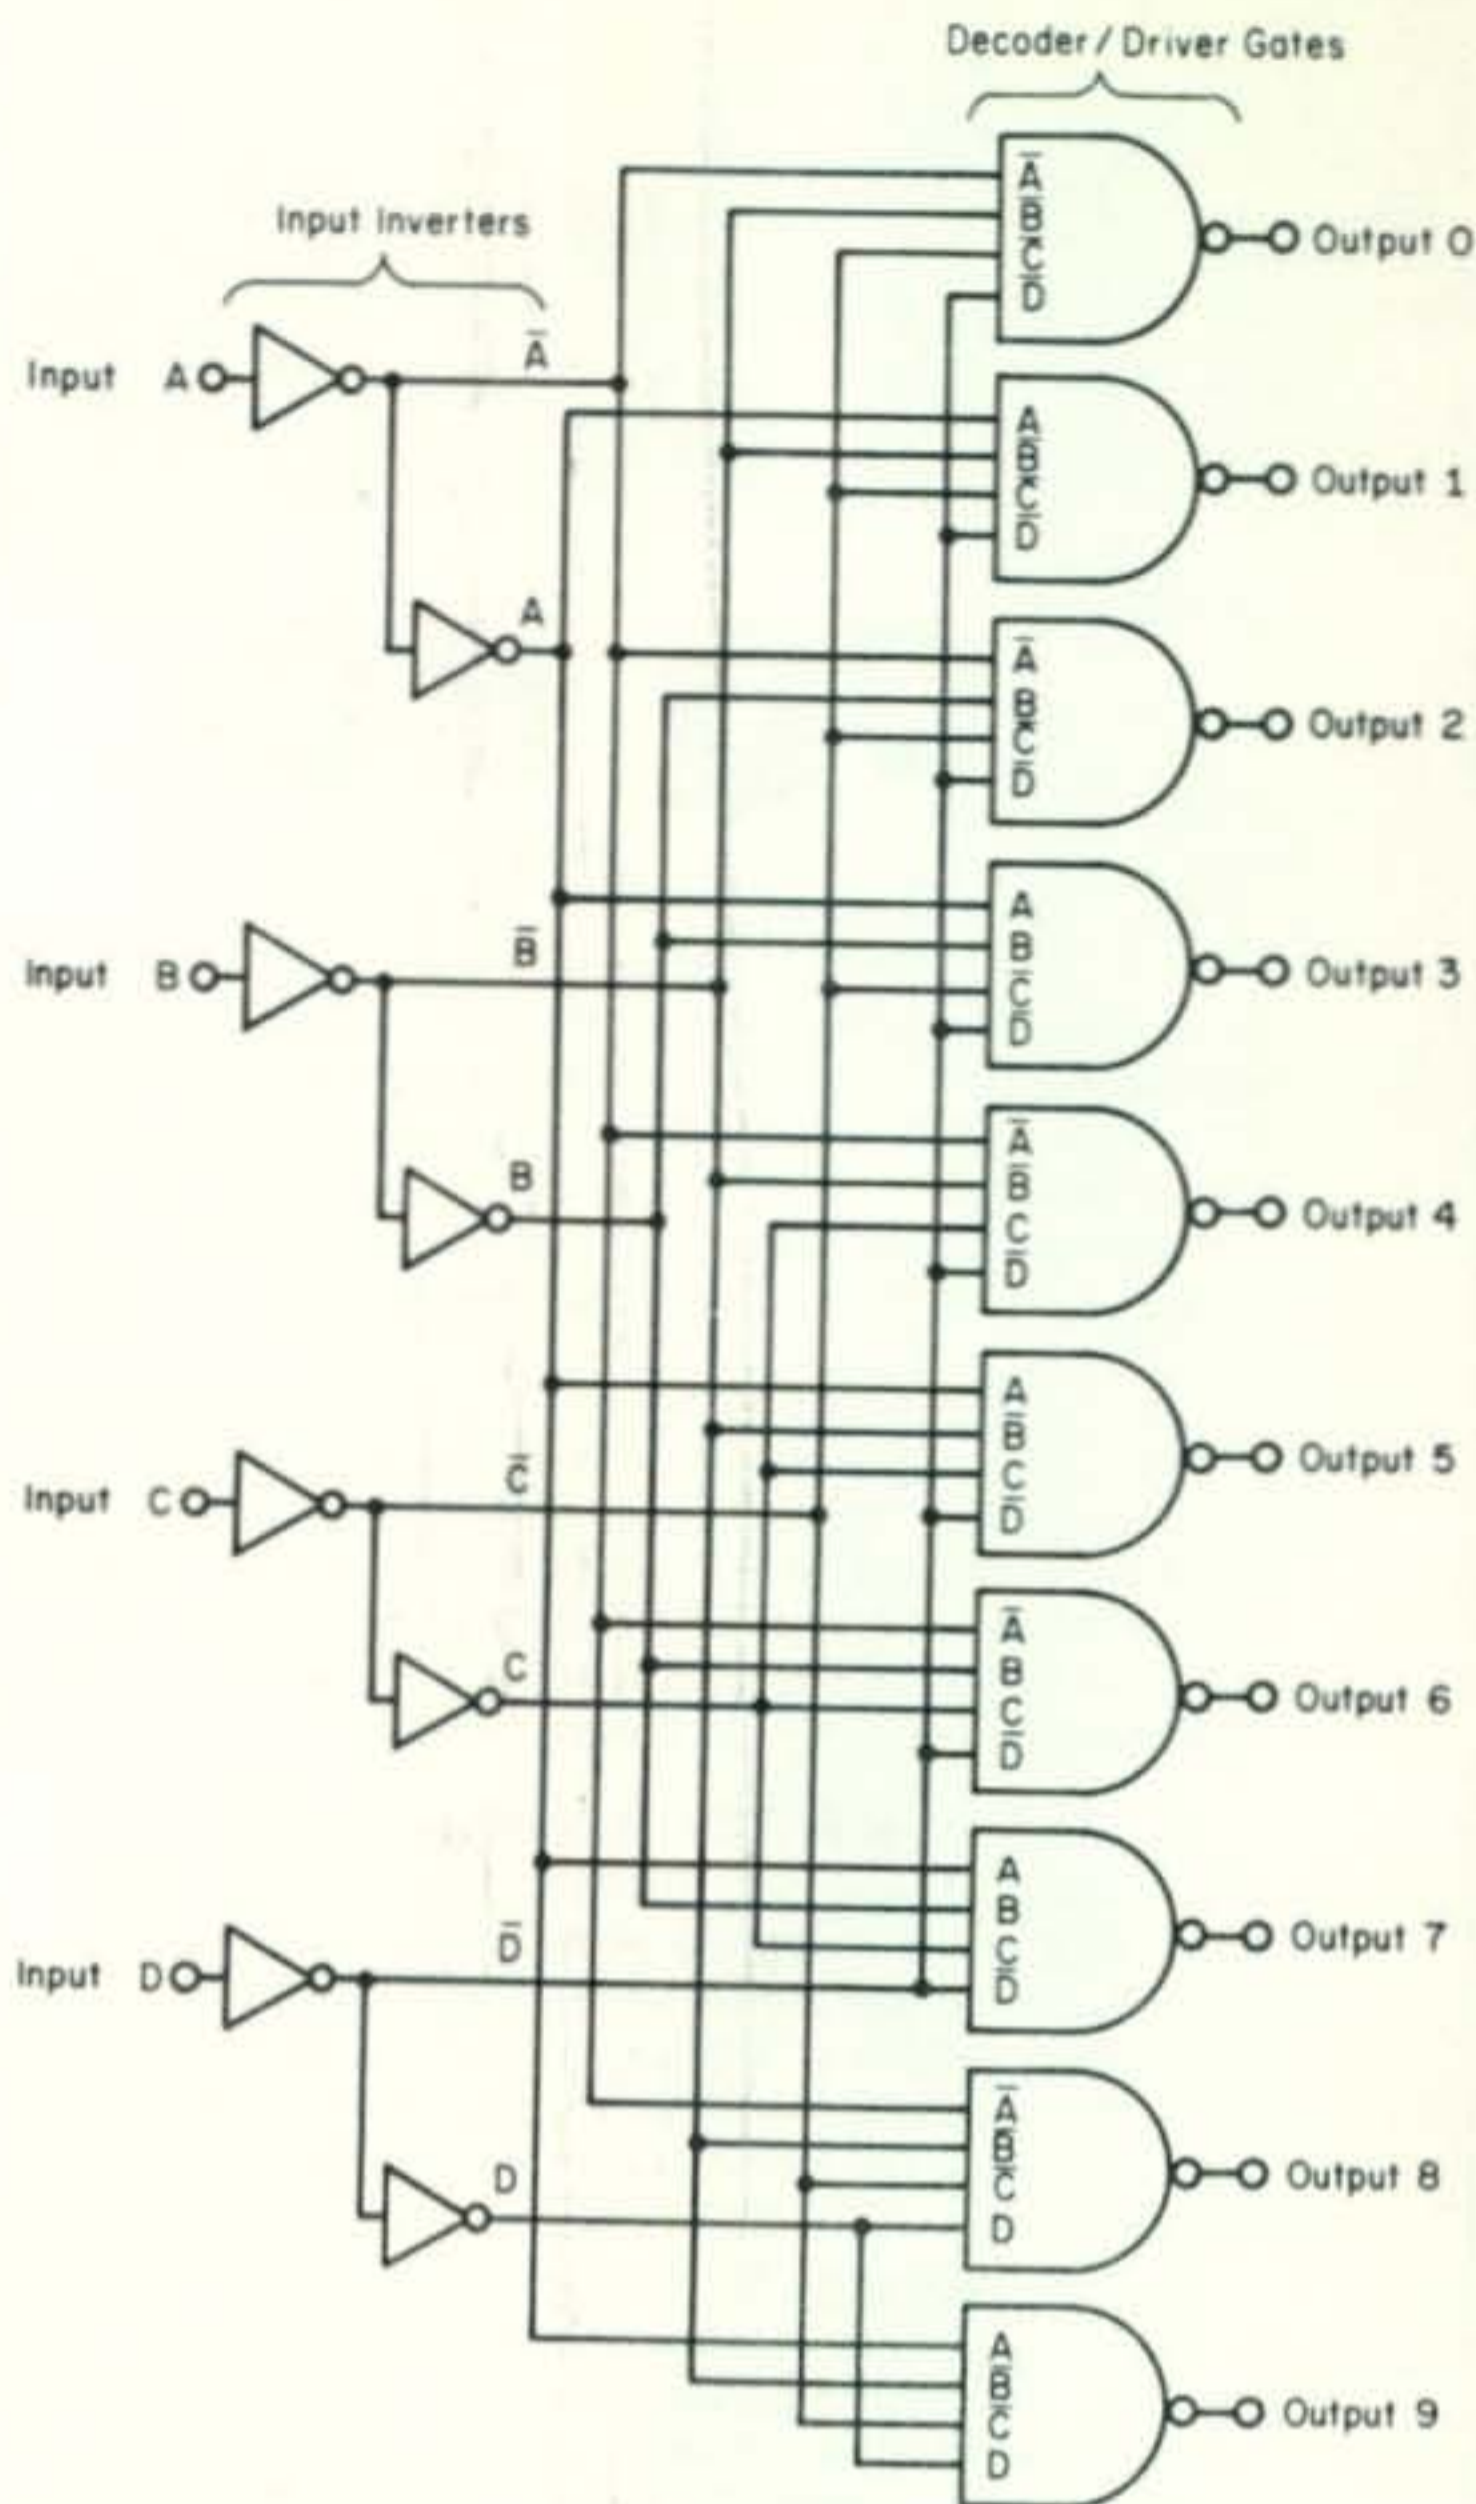 Decoder / Driver Gates
Input Inverters
A̅
B̅
C̅
D̅
Output 0
Input A
A̅
A
B̅
C̅
D̅
Output 1
A
A̅
B
C̅
D̅
Output 2
Input B
B̅
A
B
C̅
D̅
Output 3
B
A̅
B̅
C
D̅
Output 4
Input C
C̅
A
B̅
C
D̅
Output 5
C
A̅
B
C
D̅
Output 6
Input D
D̅
A
B
C
D̅
Output 7
D
A̅
B̅
C̅
D
Output 8
A
B̅
C̅
D
Output 9